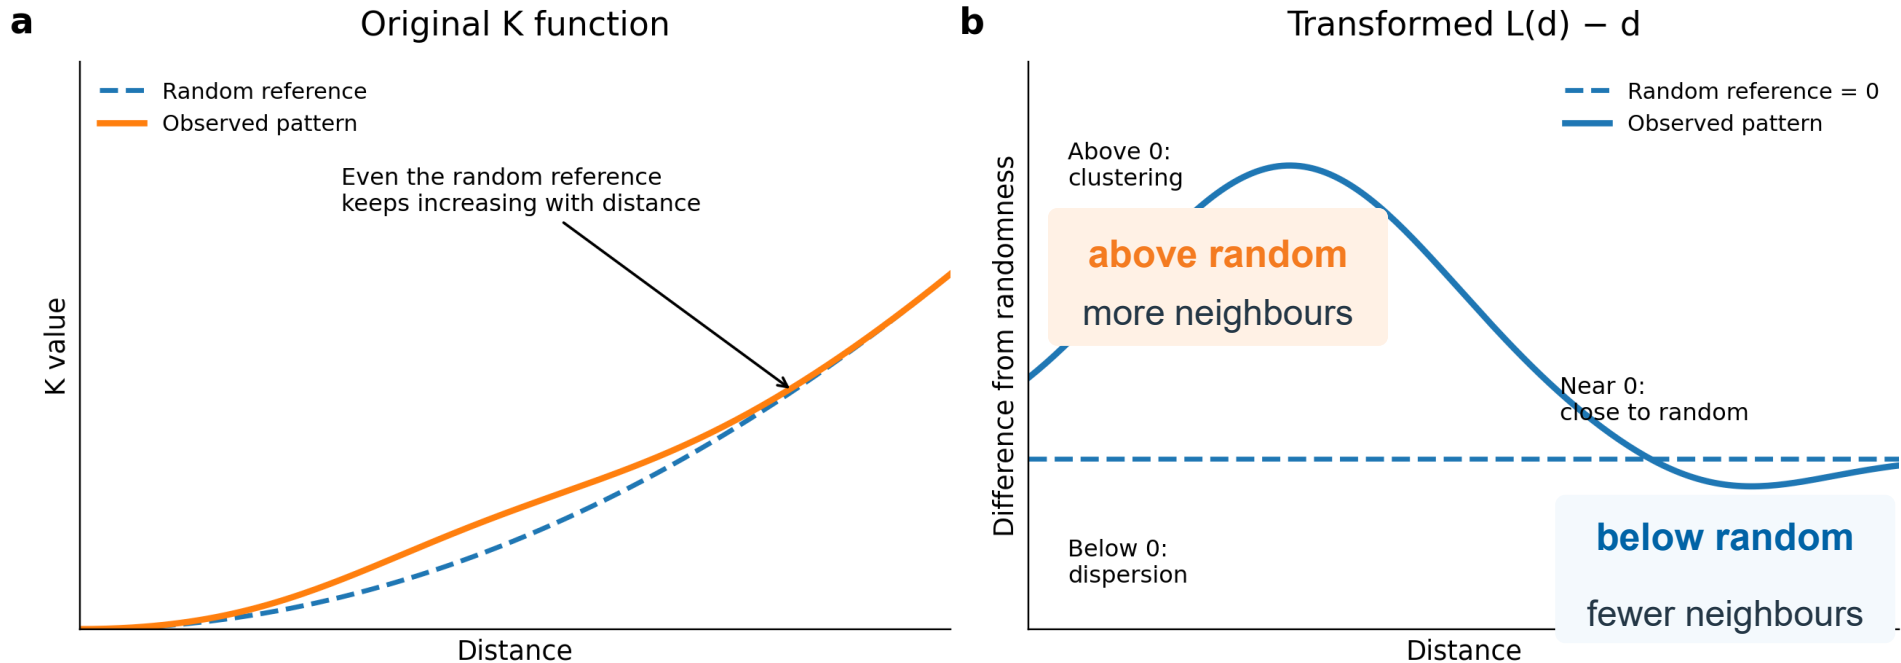 a
Original K function
Random reference
Observed pattern
Even the random reference
keeps increasing with distance
K value
Distance
b
Transformed L(d) − d
Random reference = 0
Observed pattern
Above 0:
clustering
above random
more neighbours
Near 0:
close to random
Below 0:
dispersion
below random
fewer neighbours
Difference from randomness
Distance